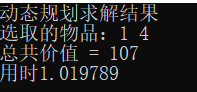 动态规划求解结果
选取的物品：1 4
总共价值 = 107
用时1.019789